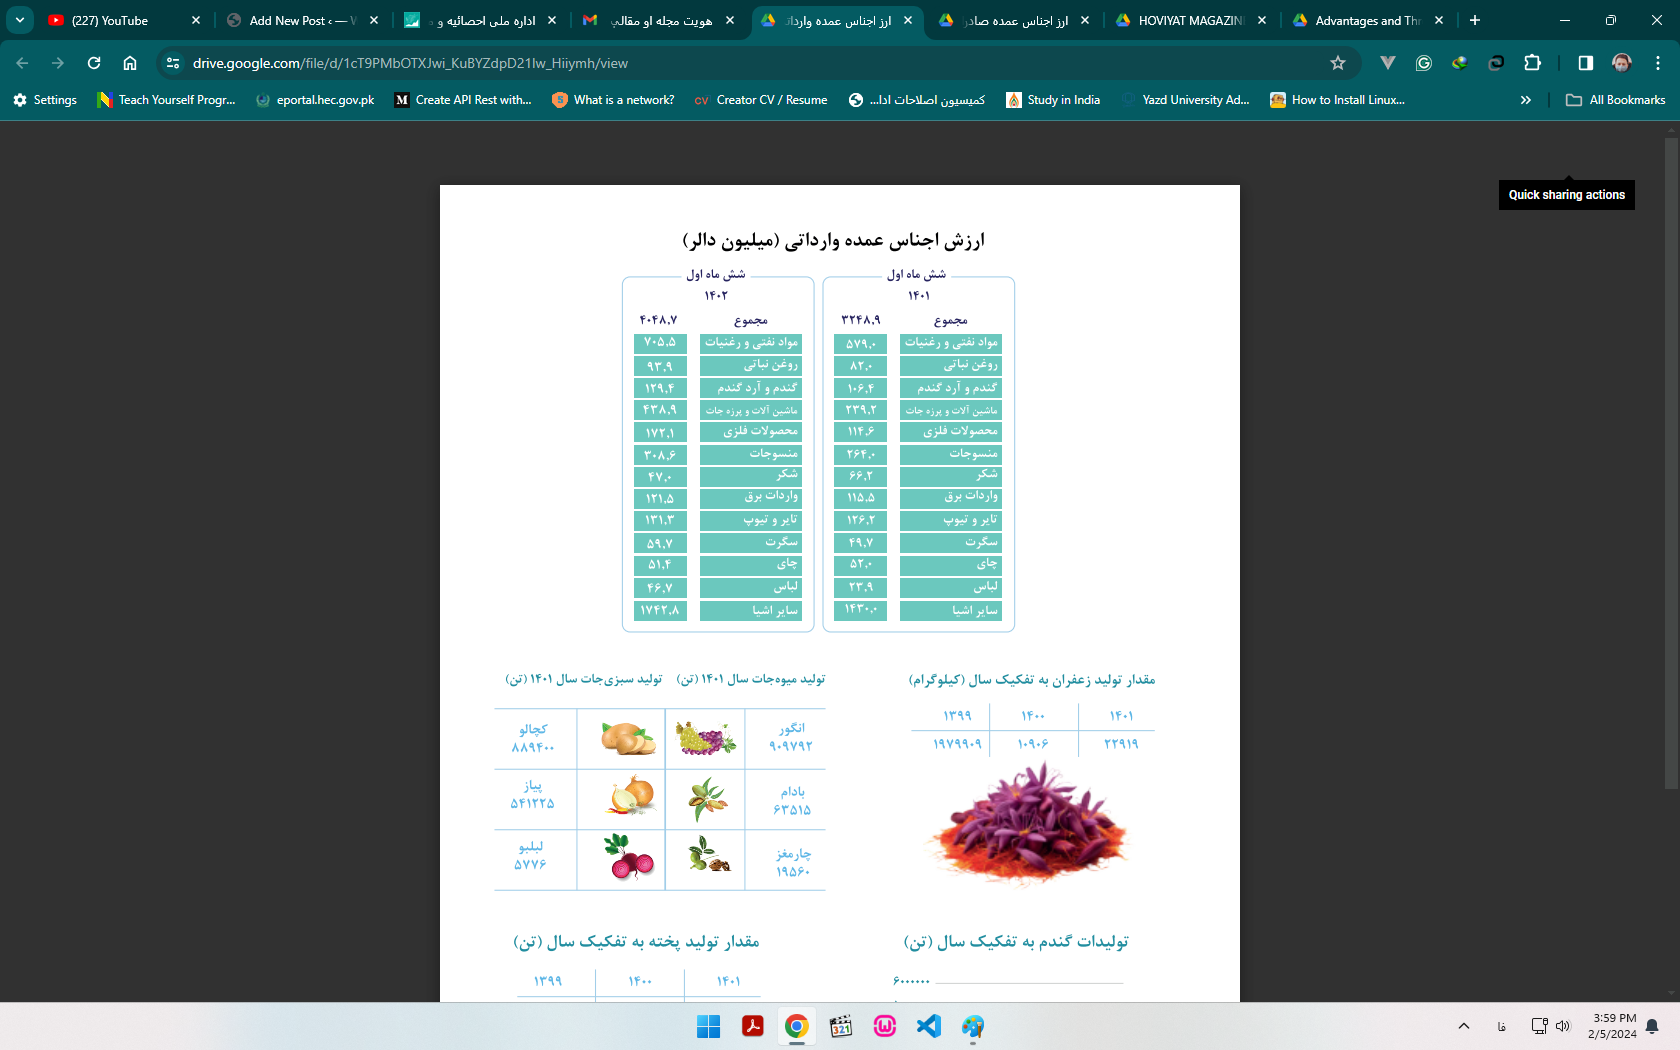 (227) YouTube
Add New Post ‹ — W
اداره ملی احصائیه و م
هویت مجله او مقالې
ارز اجناس عمده واردات
ارز اجناس عمده صادر
HOVIYAT MAGAZIN
Advantages and Thr
drive.google.com/file/d/1cT9PMbOTXJwi_KuBYZdpD21lw_Hiiymh/view
Settings
Teach Yourself Progr...
eportal.hec.gov.pk
Create API Rest with...
What is a network?
Creator CV / Resume
کمیسیون اصلاحات ادا...
Study in India
Yazd University Ad...
How to Install Linux...
All Bookmarks
Quick sharing actions
ارزش اجناس عمده وارداتی (میلیون دالر)
شش ماه اول
۱۴۰۱
مجموع ۳۲۴۸,۹
مواد نفتی و رغنیات ۵۷۹,۰
روغن نباتی ۸۲,۰
گندم و آرد گندم ۱۰۶,۴
ماشین آلات و پرزه جات ۲۳۹,۲
محصولات فلزی ۱۱۴,۶
منسوجات ۲۶۴,۰
شکر ۶۶,۲
واردات برق ۱۱۵,۵
تایر و تیوپ ۱۲۶,۲
سگرت ۴۹,۷
چای ۵۲,۰
لباس ۲۳,۹
سایر اشیا ۱۴۳۰,۰
شش ماه اول
۱۴۰۲
مجموع ۴۰۴۸,۷
مواد نفتی و رغنیات ۷۰۵,۵
روغن نباتی ۹۳,۹
گندم و آرد گندم ۱۲۹,۴
ماشین آلات و پرزه جات ۴۳۸,۹
محصولات فلزی ۱۷۲,۱
منسوجات ۳۰۸,۶
شکر ۴۷,۰
واردات برق ۱۲۱,۵
تایر و تیوپ ۱۳۱,۳
سگرت ۵۹,۷
چای ۵۱,۴
لباس ۴۶,۷
سایر اشیا ۱۷۴۲,۸
مقدار تولید زعفران به تفکیک سال (کیلوگرام)
۱۴۰۱ ۱۴۰۰ ۱۳۹۹
۲۲۹۱۹ ۱۰۹۰۶ ۱۹۷۹۹۰۹
تولید میوه‌جات سال ۱۴۰۱ (تن)
انگور
۹۰۹۷۹۲
بادام
۶۳۵۱۵
چارمغز
۱۹۵۶۰
تولید سبزی‌جات سال ۱۴۰۱ (تن)
کچالو
۸۸۹۴۰۰
پیاز
۵۴۱۲۲۵
لبلبو
۵۷۷۶
تولیدات گندم به تفکیک سال (تن)
۶۰۰۰۰۰۰
مقدار تولید پخته به تفکیک سال (تن)
۱۴۰۱ ۱۴۰۰ ۱۳۹۹
فا
3:59 PM
2/5/2024